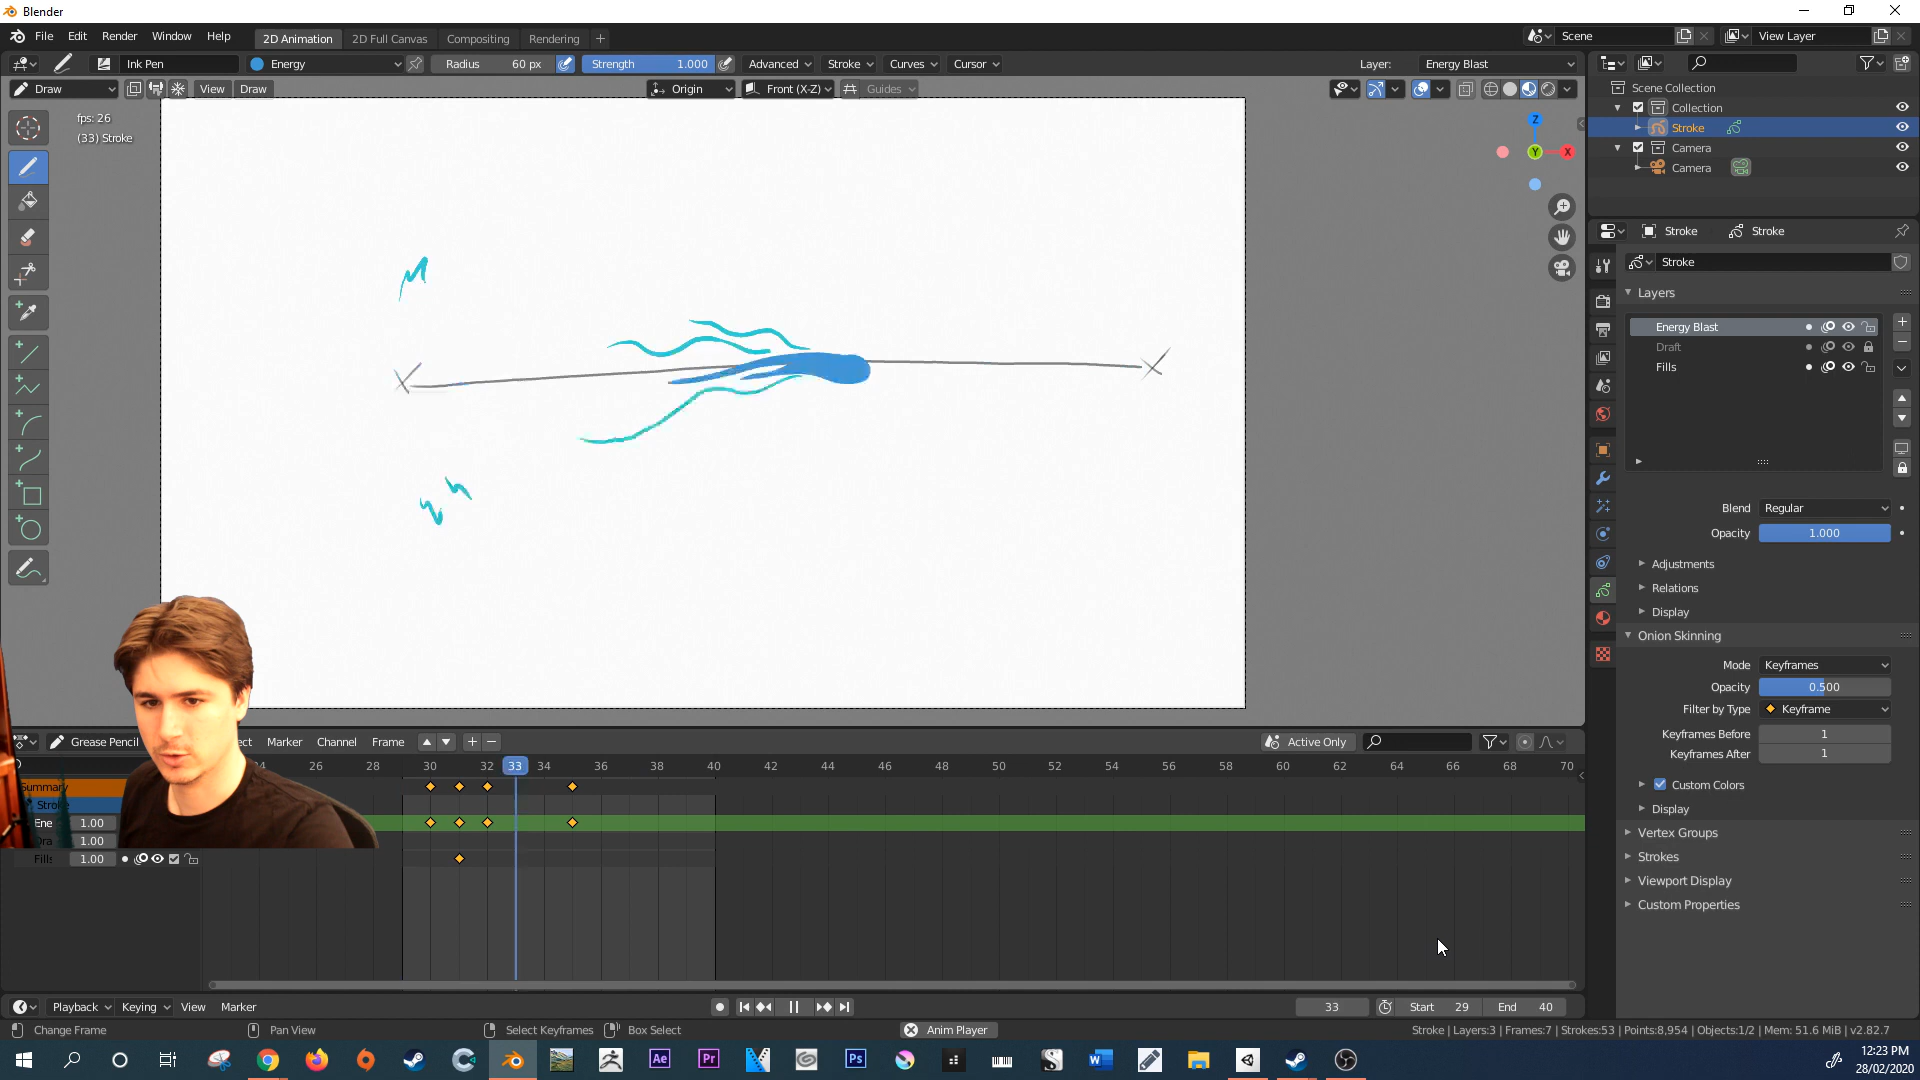 Blender
File Edit Render Window Help 2D Animation 2D Full Canvas Compositing Rendering + Scene View Layer
Ink Pen Energy Radius 60 px Strength 1.000 Advanced Stroke Curves Cursor Layer: Energy Blast
Draw View Draw Origin Front (X-Z) Guides
fps: 26
(33) Stroke
Z
Y
X
Scene Collection
Collection
Stroke
Camera
Camera
Stroke Stroke
Stroke
Layers
Energy Blast
Draft
Fills
Blend Regular
Opacity 1.000
Adjustments
Relations
Display
Onion Skinning
Mode Keyframes
Opacity 0.500
Filter by Type Keyframe
Keyframes Before 1
Keyframes After 1
Custom Colors
Display
Vertex Groups
Strokes
Viewport Display
Custom Properties
Grease Pencil Marker Channel Frame Active Only
26 28 30 32 33 34 36 38 40 42 44 46 48 50 52 54 56 58 60 62 64 66 68 70
Summary
Stroke
Ene 1.00
Dra 1.00
Fills 1.00
Playback Keying View Marker 33 Start 29 End 40
Change Frame Pan View Select Keyframes Box Select Anim Player Stroke | Layers:3 | Frames:7 | Strokes:53 | Points:8,954 | Objects:1/2 | Mem: 51.6 MiB | v2.82.7
Ae Pr Ps
12:23 PM
28/02/2020